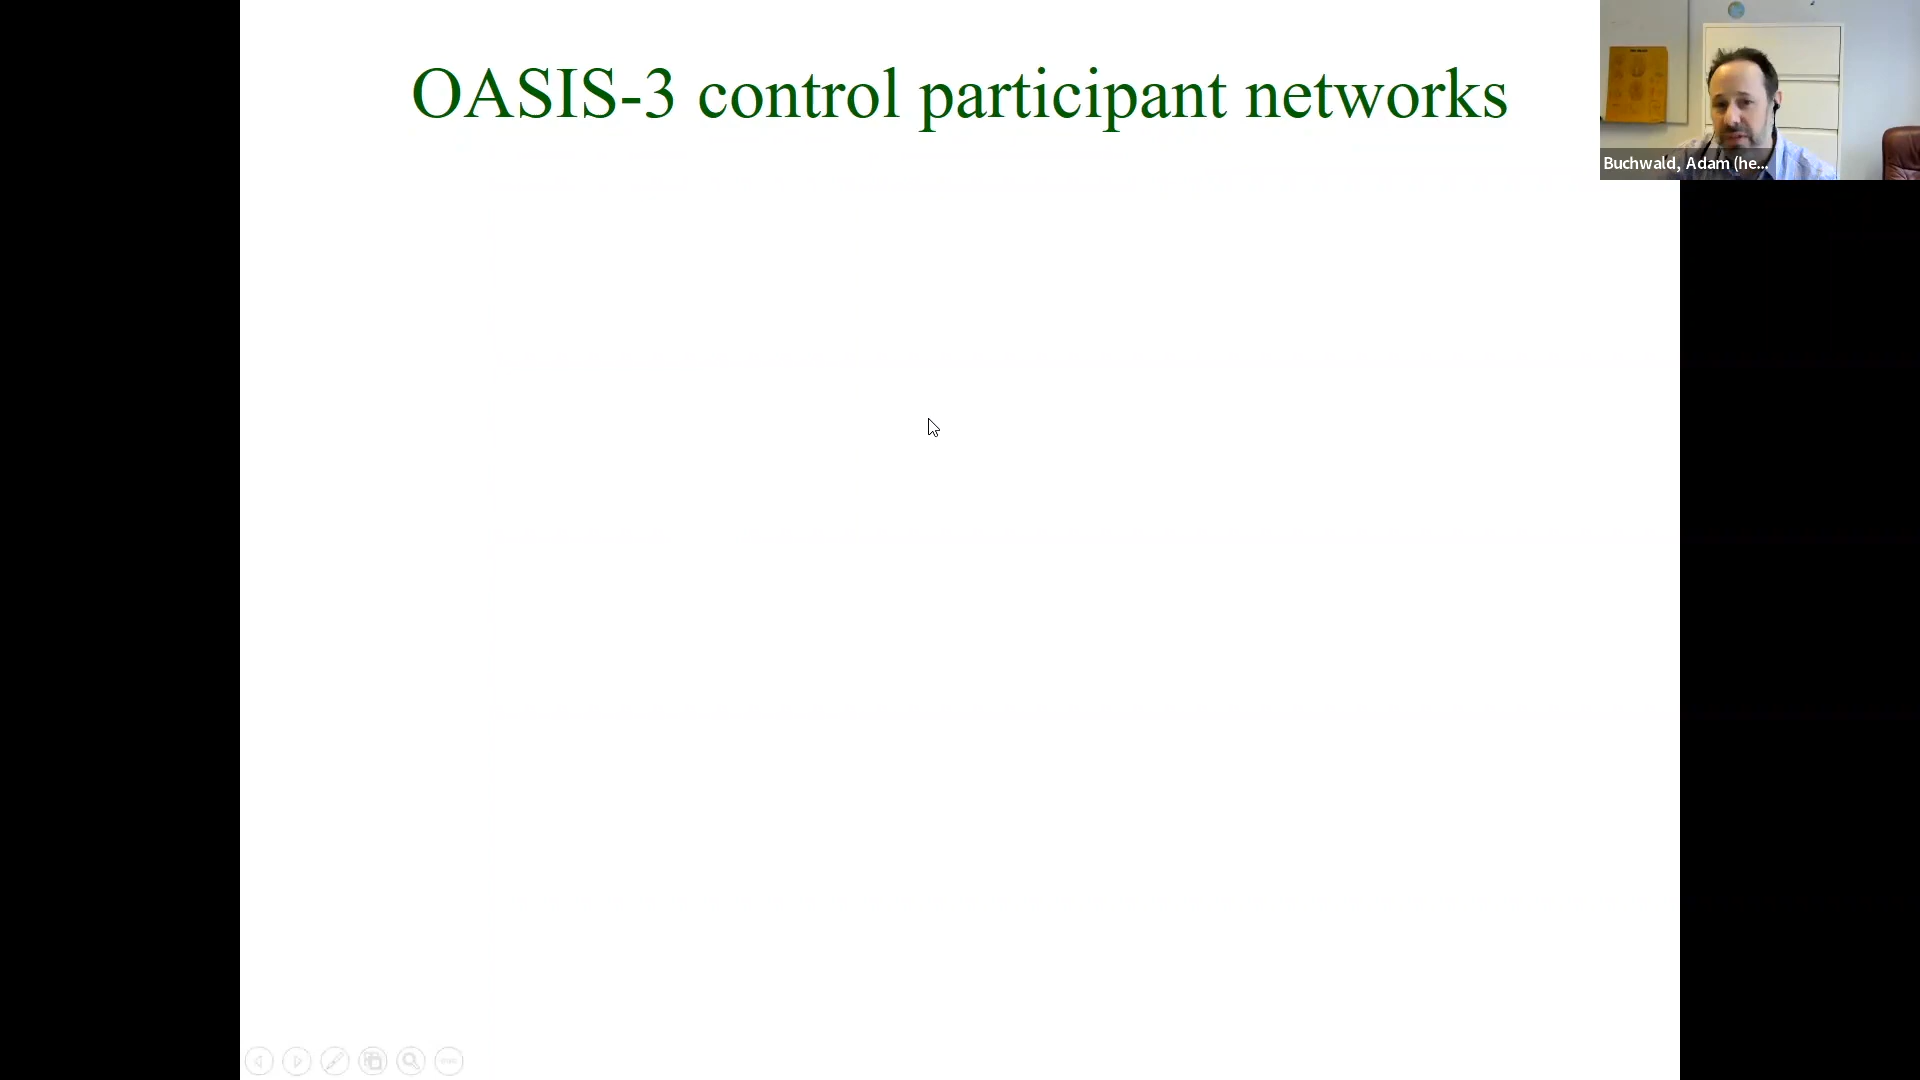 OASIS-3 control participant networks
Buchwald, Adam (he...